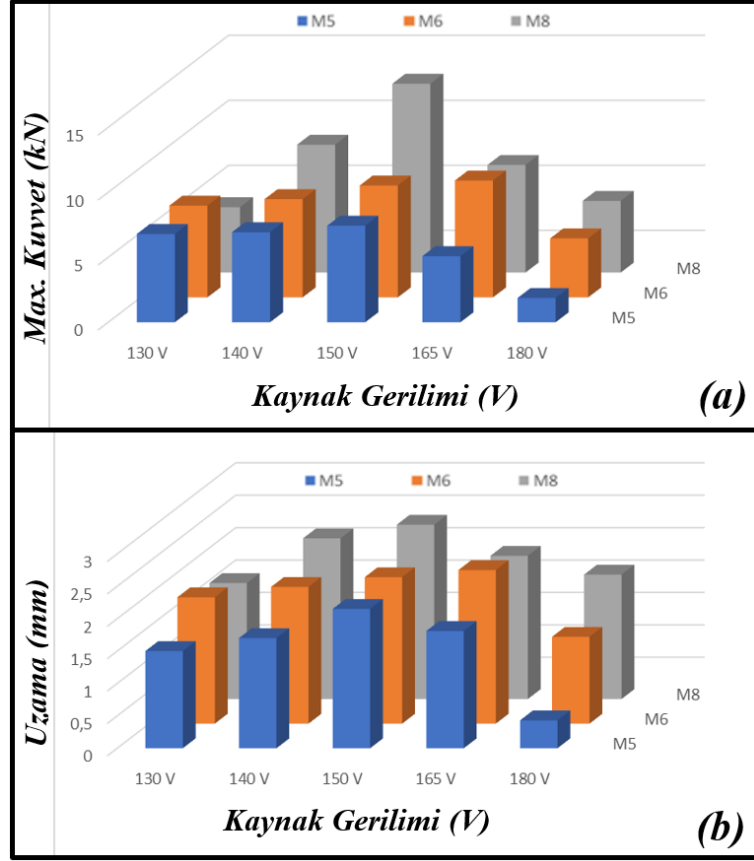 M5 M6 M8
Max. Kuvvet (kN)
15
10
5
0
M8
M6
M5
130 V 140 V 150 V 165 V 180 V
Kaynak Gerilimi (V)
(a)
M5 M6 M8
Uzama (mm)
3
2,5
2
1,5
1
0,5
0
M8
M6
M5
130 V 140 V 150 V 165 V 180 V
Kaynak Gerilimi (V)
(b)